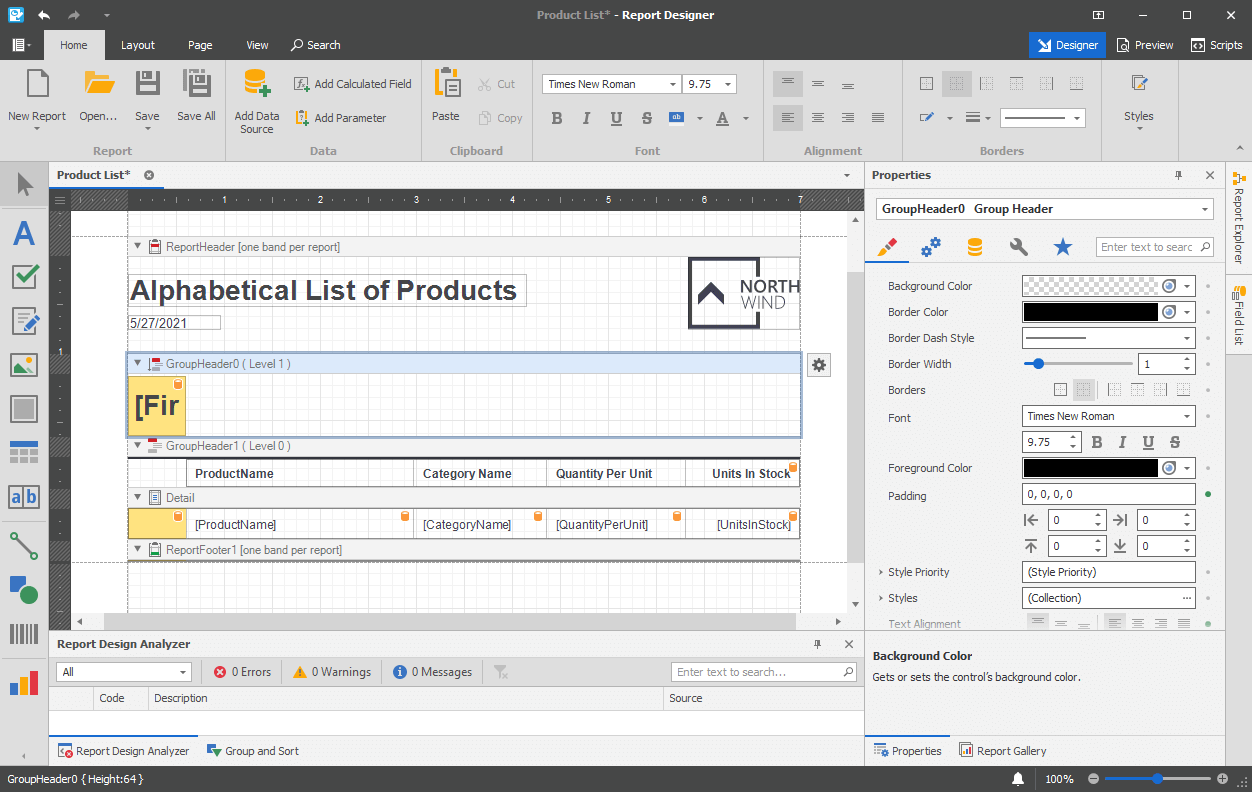 Product List* - Report Designer
Home Layout Page View Search Designer Preview Scripts
New Report Open... Save Save All
Report
Add Data Source
Add Calculated Field
Add Parameter
Data
Paste
Cut
Copy
Clipboard
Times New Roman 9.75
B I U S ab A
Font
Alignment
Borders
Styles
Product List*
1 2 3 4 5 6 7
1
ReportHeader [one band per report]
Alphabetical List of Products
5/27/2021
NORTH
WIND
GroupHeader0 ( Level 1 )
[Fir
GroupHeader1 ( Level 0 )
ProductName Category Name Quantity Per Unit Units In Stock
Detail
[ProductName] [CategoryName] [QuantityPerUnit] [UnitsInStock]
ReportFooter1 [one band per report]
A
ab
Report Design Analyzer
All 0 Errors 0 Warnings 0 Messages Enter text to search...
Code Description Source
Report Design Analyzer Group and Sort
Properties
GroupHeader0 Group Header
Enter text to searc
Background Color
Border Color
Border Dash Style
Border Width 1
Borders
Font Times New Roman
9.75 B I U S
Foreground Color
Padding 0, 0, 0, 0
0 0
0 0
Style Priority (Style Priority)
Styles (Collection) ...
Text Alignment
Background Color
Gets or sets the control's background color.
Properties Report Gallery
Report Explorer
Field List
GroupHeader0 { Height:64 } 100%